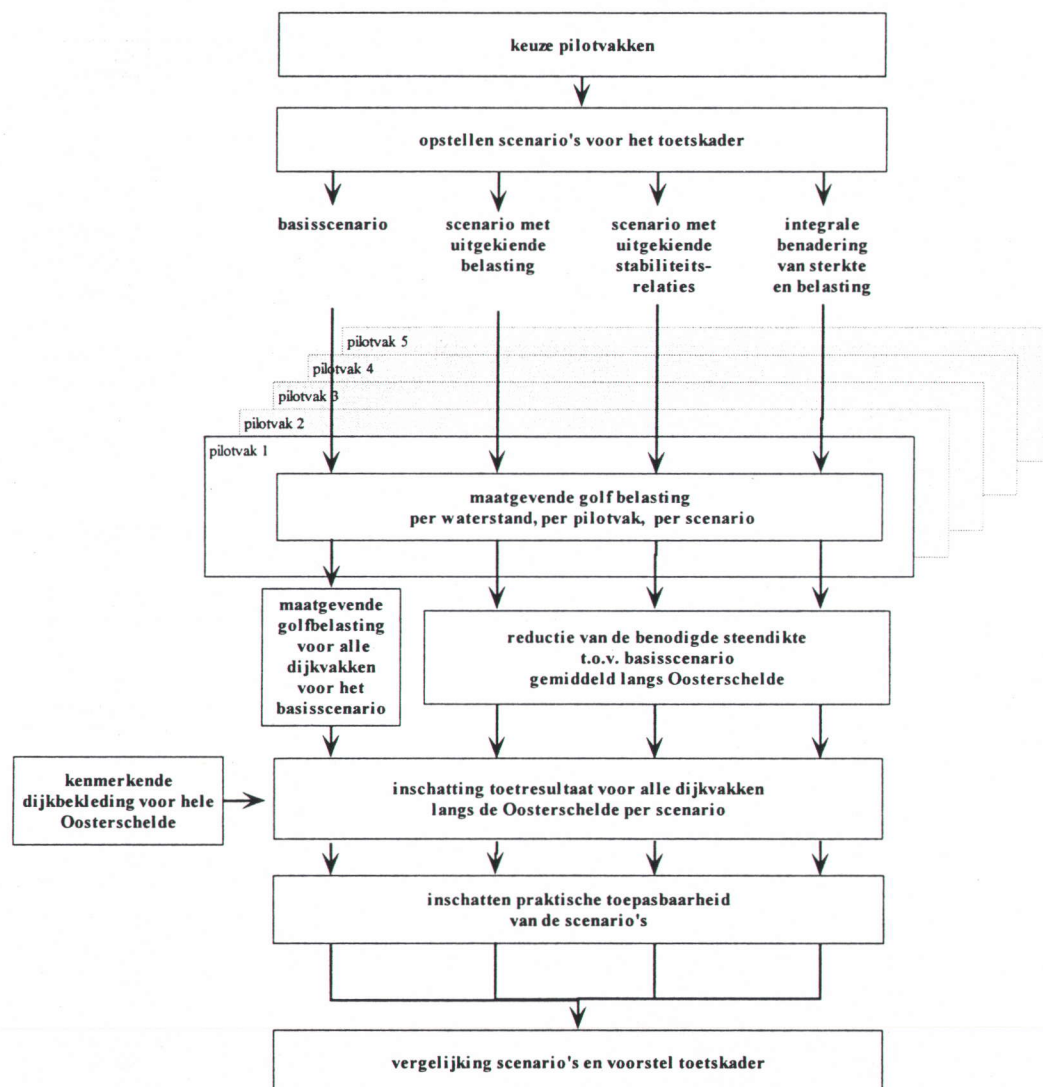 keuze pilotvakken
opstellen scenario's voor het toetskader
basisscenario
scenario met
uitgekiende
belasting
scenario met
uitgekiende
stabiliteits-
relaties
integrale
benadering
van sterkte
en belasting
pilotvak 5
pilotvak 4
pilotvak 3
pilotvak 2
pilotvak 1
maatgevende golf belasting
per waterstand, per pilotvak, per scenario
maatgevende
golfbelasting
voor alle
dijkvakken
voor het
basisscenario
reductie van de benodigde steendikte
t.o.v. basisscenario
gemiddeld langs Oosterschelde
kenmerkende
dijkbekleding voor hele
Oosterschelde
inschatting toetresultaat voor alle dijkvakken
langs de Oosterschelde per scenario
inschatten praktische toepasbaarheid
van de scenario's
vergelijking scenario's en voorstel toetskader